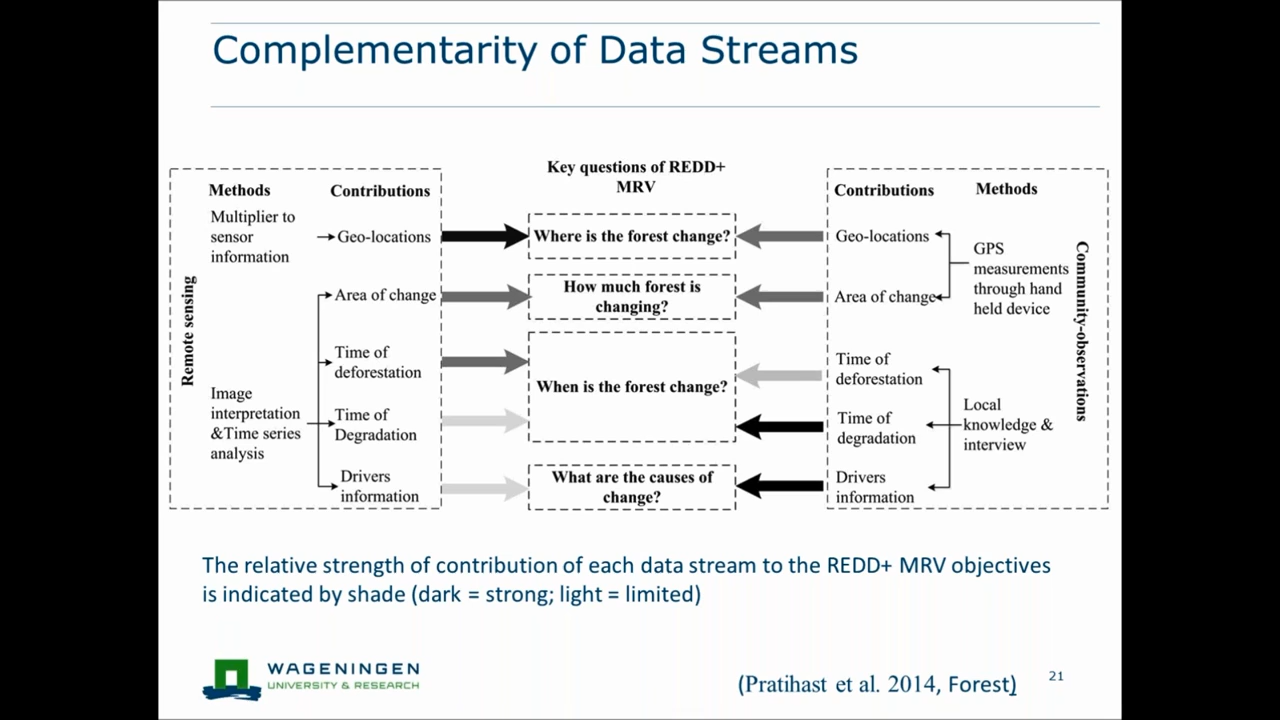 Complementarity of Data Streams
Key questions of REDD+
MRV
Methods
Contributions
Multiplier to
sensor
information
Geo-locations
Area of change
Time of
deforestation
Image
interpretation
&Time series
analysis
Time of
Degradation
Drivers
information
Remote sensing
Where is the forest change?
How much forest is
changing?
When is the forest change?
What are the causes of
change?
Contributions
Methods
Geo-locations
Area of change
GPS
measurements
through hand
held device
Time of
deforestation
Time of
degradation
Drivers
information
Local
knowledge &
interview
Community-observations
The relative strength of contribution of each data stream to the REDD+ MRV objectives
is indicated by shade (dark = strong; light = limited)
WAGENINGEN
UNIVERSITY & RESEARCH
(Pratihast et al. 2014, Forest)
21